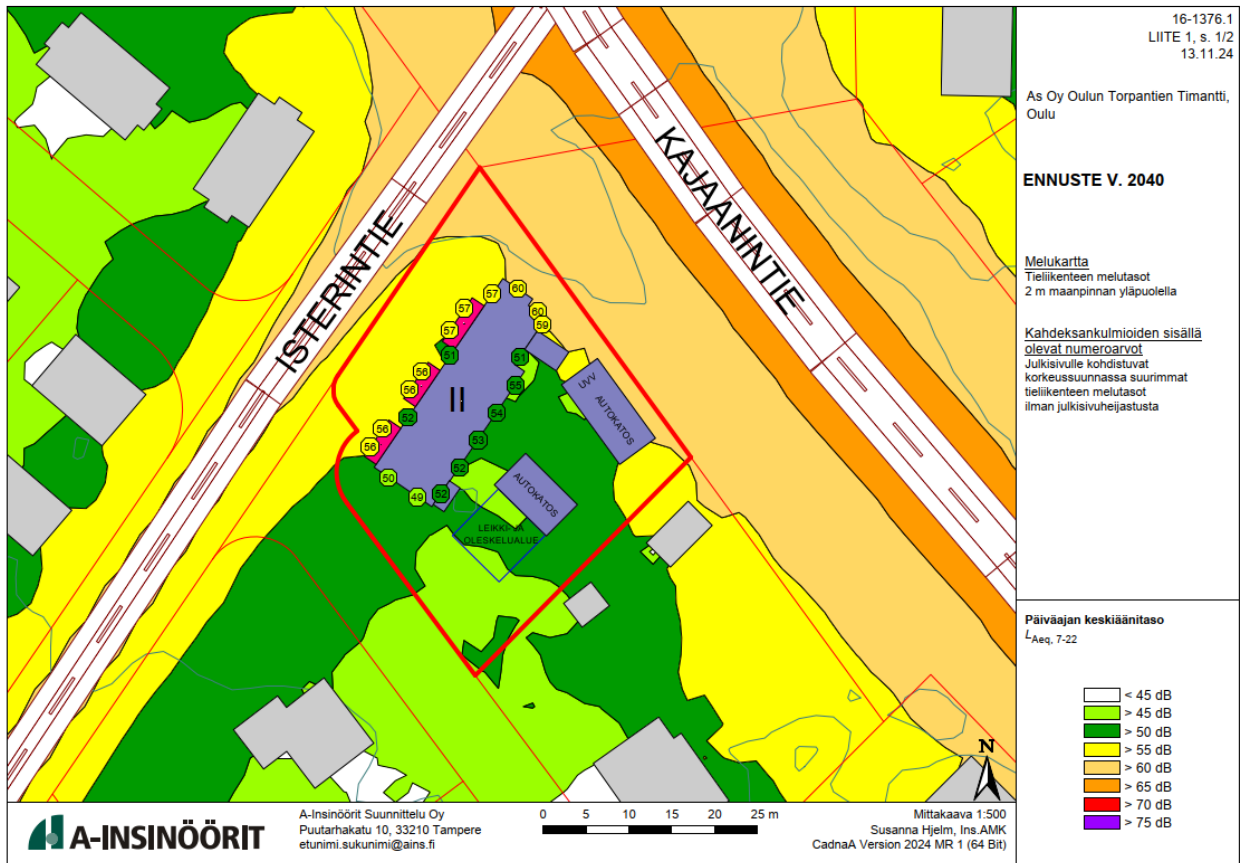 16-1376.1
LIITE 1, s. 1/2
13.11.24
As Oy Oulun Torpantien Timantti,
Oulu
ENNUSTE V. 2040
Melukartta
Tieliikenteen melutasot
2 m maanpinnan yläpuolella
Kahdeksankulmioiden sisällä
olevat numeroarvot
Julkisivulle kohdistuvat
korkeussuunnassa suurimmat
tieliikenteen melutasot
ilman julkisivuheijastusta
Päiväajan keskiäänitaso
LAeq, 7-22
< 45 dB
> 45 dB
> 50 dB
> 55 dB
> 60 dB
> 65 dB
> 70 dB
> 75 dB
ISTERINTIE
KAJAANINTIE
60
57
60
57
59
57
51
51
56
55
56
54
52
56
53
56
52
50
52
49
II
UVV
AUTOKATOS
AUTOKATOS
LEIKKI- JA
OLESKELUALUE
N
A-INSINÖÖRIT
A-Insinöörit Suunnittelu Oy
Puutarhakatu 10, 33210 Tampere
etunimi.sukunimi@ains.fi
0 5 10 15 20 25 m
Mittakaava 1:500
Susanna Hjelm, Ins.AMK
CadnaA Version 2024 MR 1 (64 Bit)